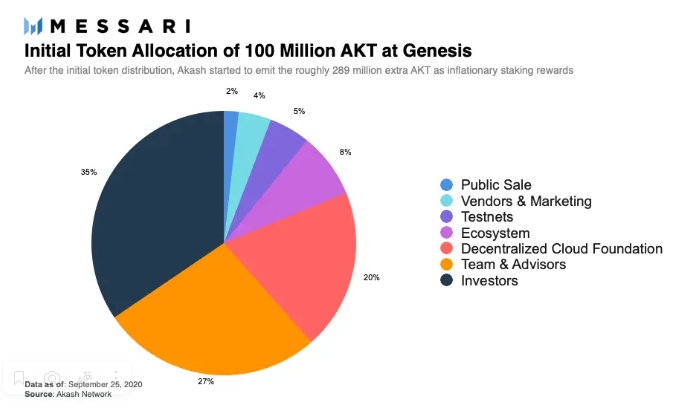 MESSARI
Initial Token Allocation of 100 Million AKT at Genesis
After the initial token distribution, Akash started to emit the roughly 289 million extra AKT as inflationary staking rewards
2%
4%
5%
8%
35%
20%
27%
Public Sale
Vendors & Marketing
Testnets
Ecosystem
Decentralized Cloud Foundation
Team & Advisors
Investors
Data as of: September 25, 2020
Source: Akash Network